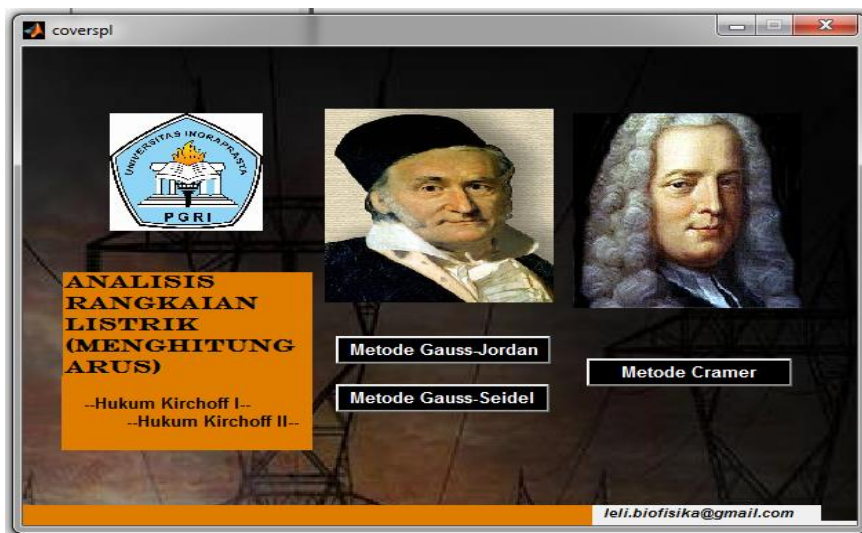 coverspl
UNIVERSITAS INDRAPRASTA
PGRI
ANALISIS
RANGKAIAN
LISTRIK
(MENGHITUNG
ARUS)
--Hukum Kirchoff I--
--Hukum Kirchoff II--
Metode Gauss-Jordan
Metode Gauss-Seidel
Metode Cramer
leli.biofisika@gmail.com